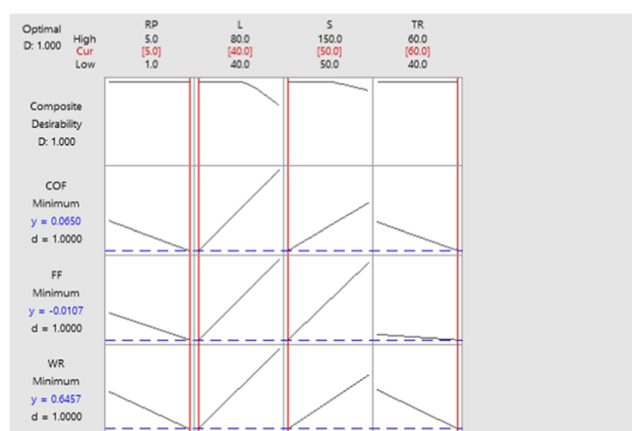 Optimal
D: 1.000
High
Cur
Low
RP
5.0
[5.0]
1.0
L
80.0
[40.0]
40.0
S
150.0
[50.0]
50.0
TR
60.0
[60.0]
40.0
Composite
Desirability
D: 1.000
COF
Minimum
y = 0.0650
d = 1.0000
FF
Minimum
y = -0.0107
d = 1.0000
WR
Minimum
y = 0.6457
d = 1.0000